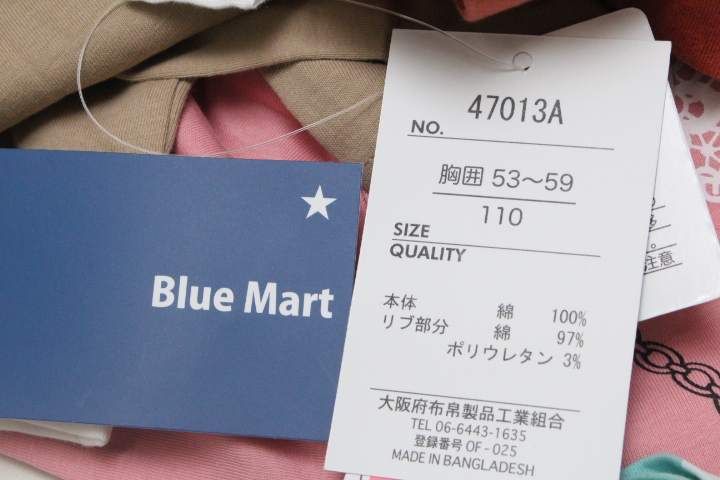 Blue Mart
NO. 47013A
胸囲 53～59
110
SIZE
QUALITY
本体 綿 100%
リブ部分 綿 97%
ポリウレタン 3%
大阪府布帛製品工業組合
TEL 06-6443-1635
登録番号 OF-025
MADE IN BANGLADESH
。
注意